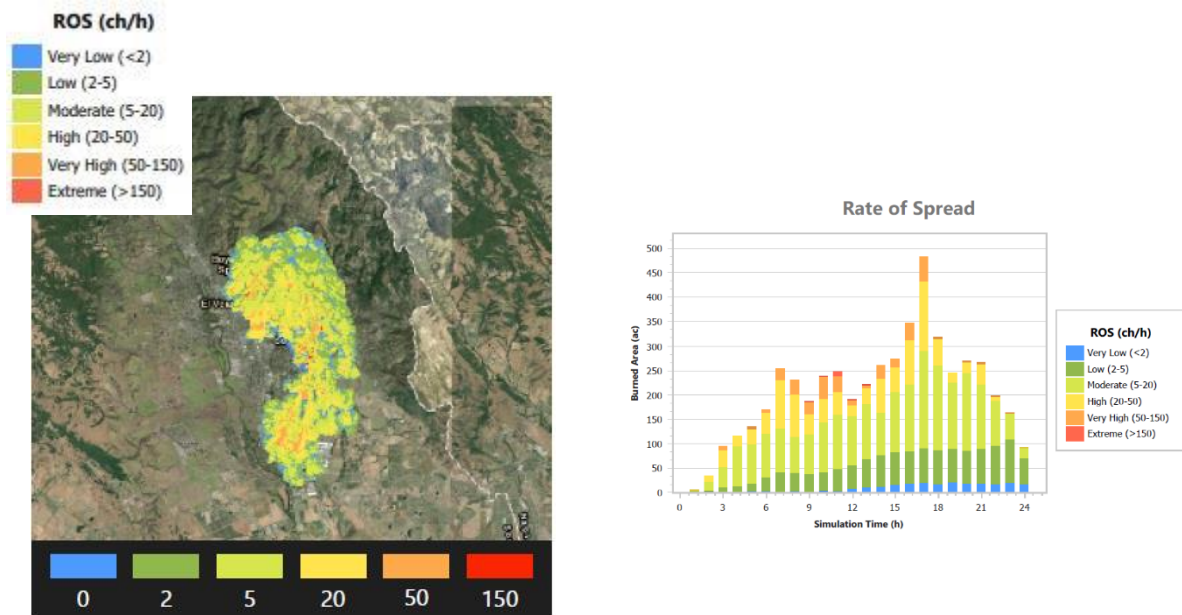 ROS (ch/h)
Very Low (<2)
Low (2-5)
Moderate (5-20)
High (20-50)
Very High (50-150)
Extreme (>150)
0 2 5 20 50 150
Rate of Spread
Burned Area (ac)
500
450
400
350
300
250
200
150
100
50
0
0 3 6 9 12 15 18 21 24
Simulation Time (h)
ROS (ch/h)
Very Low (<2)
Low (2-5)
Moderate (5-20)
High (20-50)
Very High (50-150)
Extreme (>150)